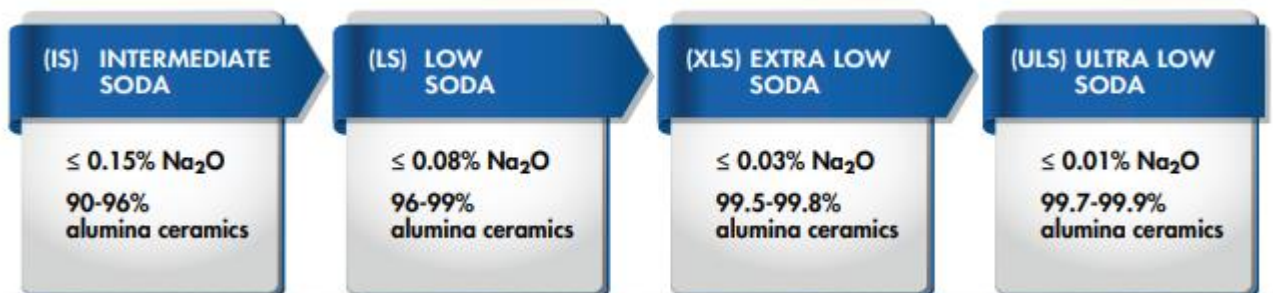 (IS) INTERMEDIATE
SODA
≤ 0.15% Na₂O
90-96%
alumina ceramics
(LS) LOW
SODA
≤ 0.08% Na₂O
96-99%
alumina ceramics
(XLS) EXTRA LOW
SODA
≤ 0.03% Na₂O
99.5-99.8%
alumina ceramics
(ULS) ULTRA LOW
SODA
≤ 0.01% Na₂O
99.7-99.9%
alumina ceramics